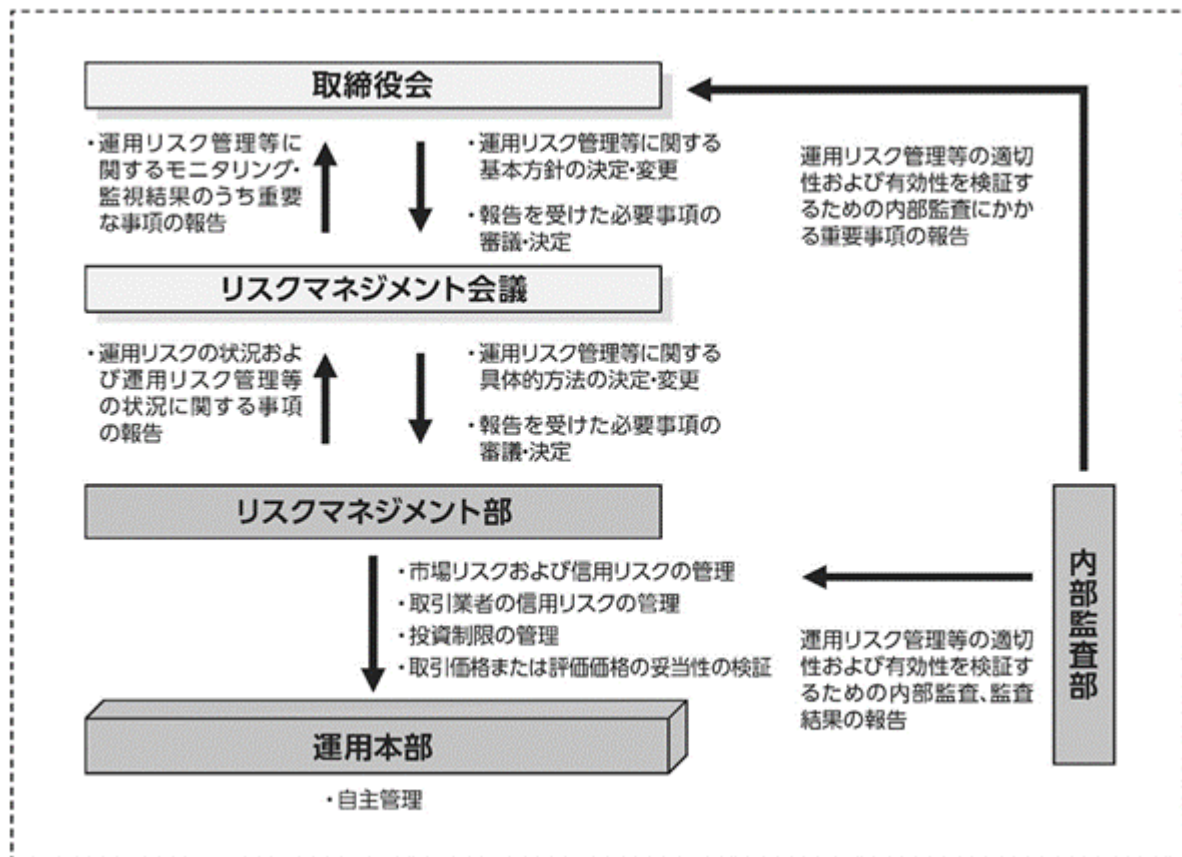 取締役会
・運用リスク管理等に
関するモニタリング・
監視結果のうち重要
な事項の報告
・運用リスク管理等に関する
基本方針の決定・変更
・報告を受けた必要事項の
審議・決定
運用リスク管理等の適切
性および有効性を検証す
るための内部監査にかか
る重要事項の報告
リスクマネジメント会議
・運用リスクの状況およ
び運用リスク管理等
の状況に関する事項
の報告
・運用リスク管理等に関する
具体的方法の決定・変更
・報告を受けた必要事項の
審議・決定
リスクマネジメント部
・市場リスクおよび信用リスクの管理
・取引業者の信用リスクの管理
・投資制限の管理
・取引価格または評価価格の妥当性の検証
運用リスク管理等の適切
性および有効性を検証す
るための内部監査、監査
結果の報告
内部監査部
運用本部
・自主管理